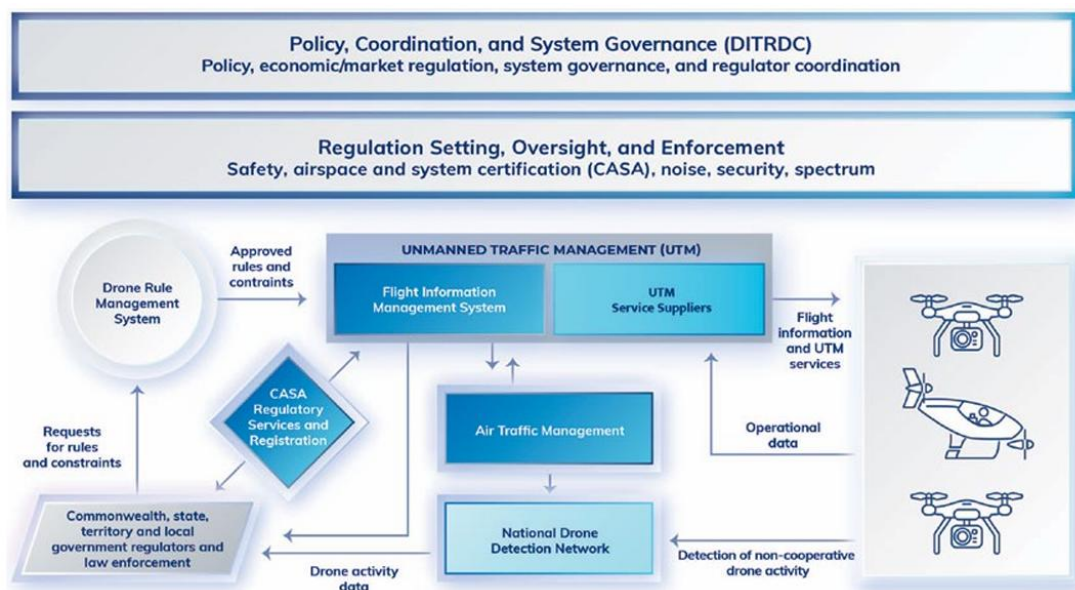 Policy, Coordination, and System Governance (DITRDC)
Policy, economic/market regulation, system governance, and regulator coordination
Regulation Setting, Oversight, and Enforcement
Safety, airspace and system certification (CASA), noise, security, spectrum
Drone Rule
Management
System
Approved
rules and
contraints
UNMANNED TRAFFIC MANAGEMENT (UTM)
Flight Information
Management System
UTM
Service Suppliers
Flight
information
and UTM
services
CASA
Regulatory
Services and
Registration
Air Traffic Management
Operational
data
Requests
for rules
and constraints
Commonwealth, state,
territory and local
government regulators and
law enforcement
Drone activity
data
National Drone
Detection Network
Detection of non-cooperative
drone activity